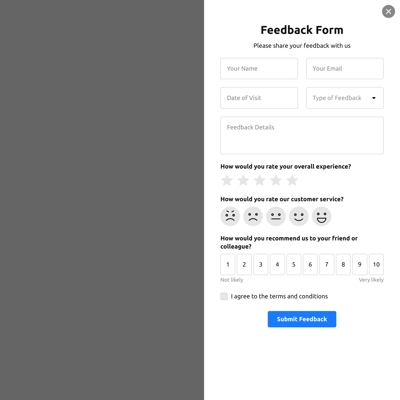 Feedback Form
Please share your feedback with us
Your Name
Your Email
Date of Visit
Type of Feedback
Feedback Details
How would you rate your overall experience?
How would you rate our customer service?
How would you recommend us to your friend or
colleague?
1 2 3 4 5 6 7 8 9 10
Not likely
Very likely
I agree to the terms and conditions
Submit Feedback